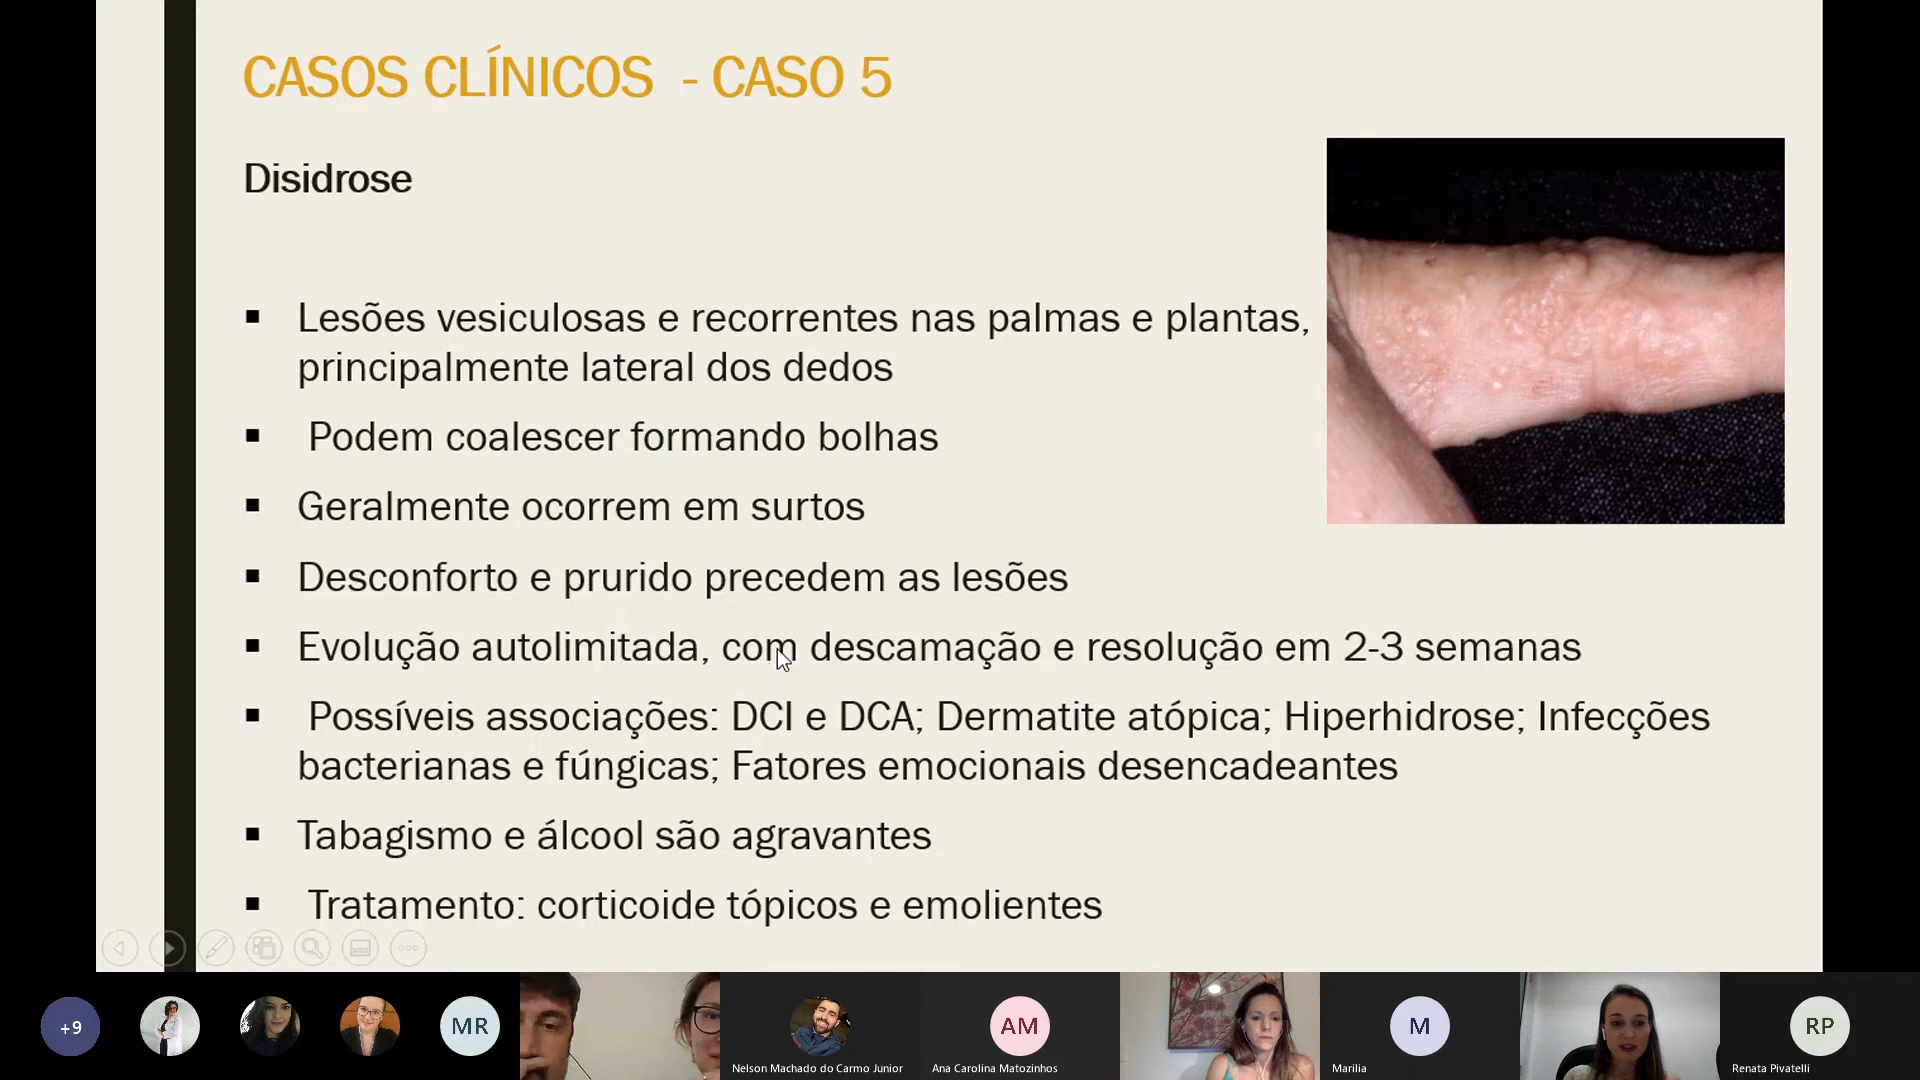 CASOS CLÍNICOS - CASO 5
Disidrose
▪ Lesões vesiculosas e recorrentes nas palmas e plantas,
principalmente lateral dos dedos
▪ Podem coalescer formando bolhas
▪ Geralmente ocorrem em surtos
▪ Desconforto e prurido precedem as lesões
▪ Evolução autolimitada, com descamação e resolução em 2-3 semanas
▪ Possíveis associações: DCI e DCA; Dermatite atópica; Hiperhidrose; Infecções
bacterianas e fúngicas; Fatores emocionais desencadeantes
▪ Tabagismo e álcool são agravantes
▪ Tratamento: corticoide tópicos e emolientes
+9
MR
Nelson Machado do Carmo Junior
AM
Ana Carolina Matozinhos
M
Marilia
RP
Renata Pivatelli